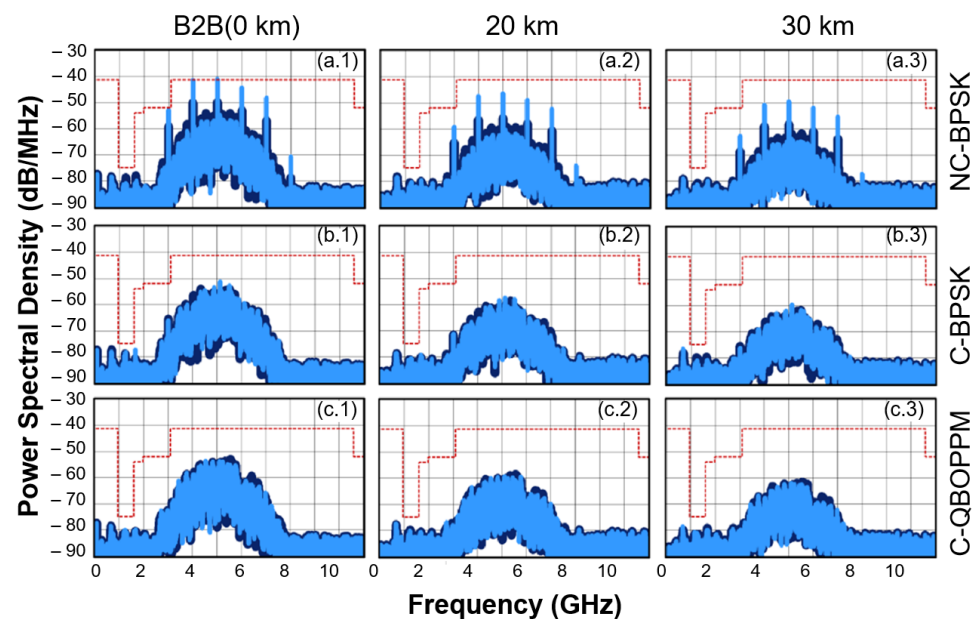 B2B(0 km) 20 km 30 km
Power Spectral Density (dB/MHz)
– 30 (a.1) (a.2) (a.3)
– 40
– 50
– 60
– 70
– 80
– 90
NC-BPSK
– 30 (b.1) (b.2) (b.3)
– 40
– 50
– 60
– 70
– 80
– 90
C-BPSK
– 30 (c.1) (c.2) (c.3)
– 40
– 50
– 60
– 70
– 80
– 90
C-QBOPPM
0 2 4 6 8 10 0 2 4 6 8 10 0 2 4 6 8 10
Frequency (GHz)